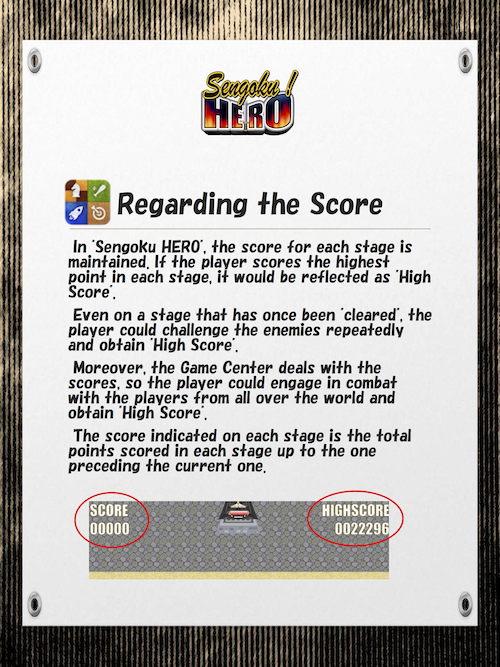 Sengoku!
HERO
Regarding the Score
In 'Sengoku HERO', the score for each stage is
maintained. If the player scores the highest
point in each stage, it would be reflected as 'High
Score'.
Even on a stage that has once been 'cleared', the
player could challenge the enemies repeatedly
and obtain 'High Score'.
Moreover, the Game Center deals with the
scores, so the player could engage in combat
with the players from all over the world and
obtain 'High Score'.
The score indicated on each stage is the total
points scored in each stage up to the one
preceding the current one.
SCORE HIGHSCORE
00000 0022296